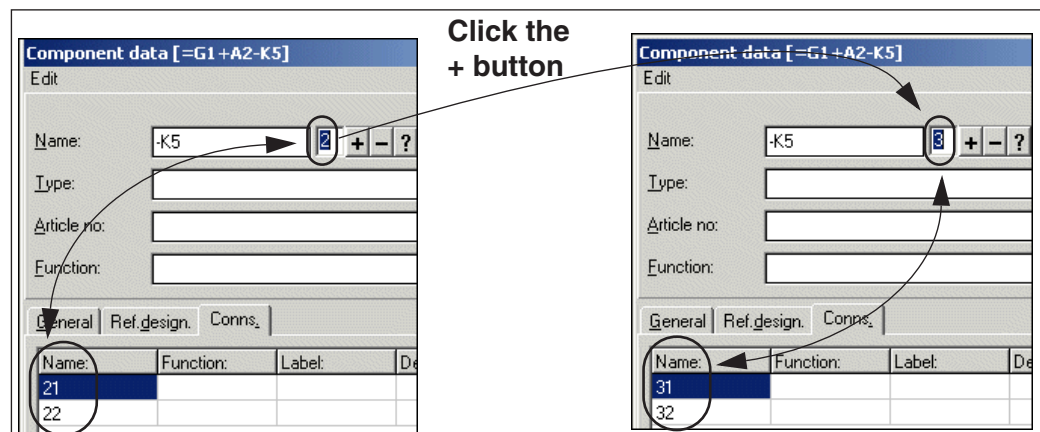 Click the
+ button
Component data [=G1+A2-K5]
Edit
Name: -K5 2 + - ?
Type:
Article no:
Function:
General Ref.design. Conns.
Name: Function: Label: De
21
22
Component data [=G1+A2-K5]
Edit
Name: -K5 3 + - ?
Type:
Article no:
Function:
General Ref.design. Conns.
Name: Function: Label: De
31
32